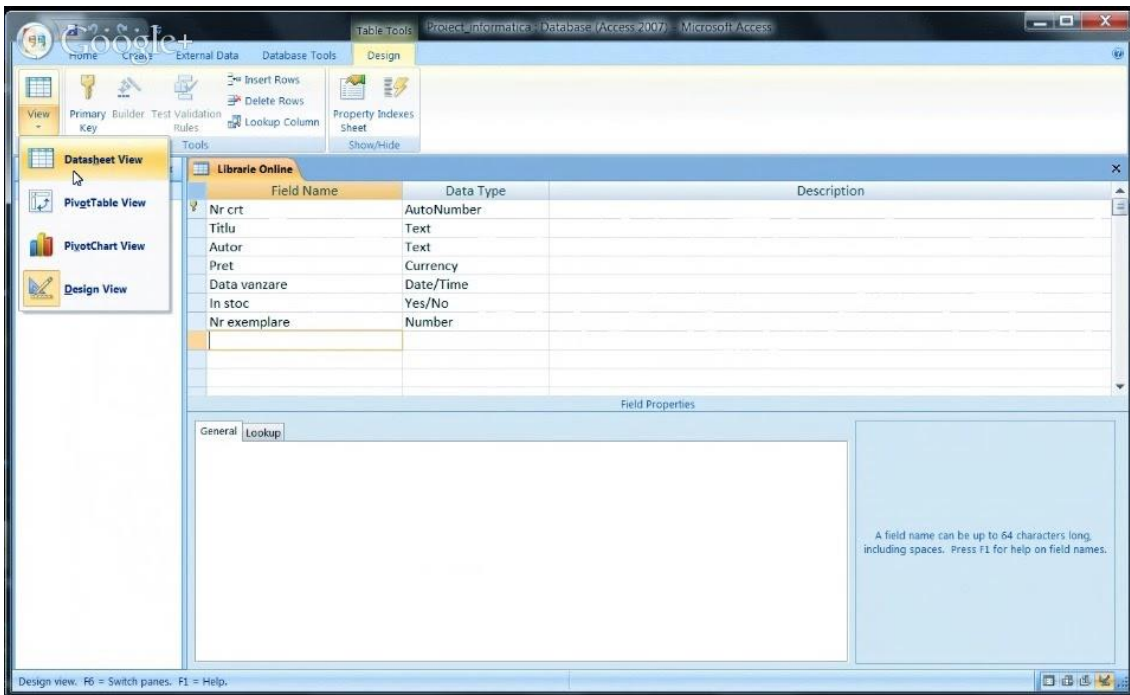 Google+
Table Tools
Proiect_informatica : Database (Access 2007) - Microsoft Access
Home Create External Data Database Tools Design
View
Primary Key
Builder
Test Validation Rules
Insert Rows
Delete Rows
Lookup Column
Property Sheet
Indexes
Tools
Show/Hide
Datasheet View
PivotTable View
PivotChart View
Design View
Librarie Online
Field Name Data Type Description
Nr crt AutoNumber
Titlu Text
Autor Text
Pret Currency
Data vanzare Date/Time
In stoc Yes/No
Nr exemplare Number
Field Properties
General Lookup
A field name can be up to 64 characters long,
including spaces. Press F1 for help on field names.
Design view. F6 = Switch panes. F1 = Help.